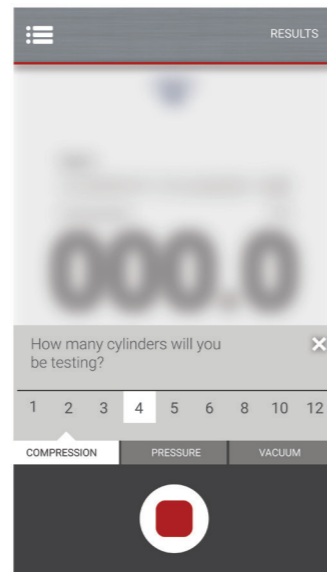 RESULTS
000.0
How many cylinders will you
be testing?
1 2 3 4 5 6 8 10 12
COMPRESSION PRESSURE VACUUM